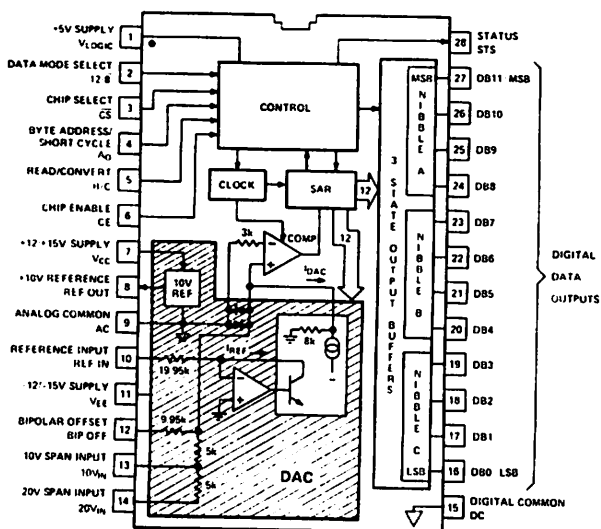 +5V SUPPLY
VLOGIC
1
DATA MODE SELECT
12 8
2
CHIP SELECT
CS
3
BYTE ADDRESS/
SHORT CYCLE
AO
4
READ/CONVERT
5
CHIP ENABLE
CE
6
+12 +15V SUPPLY
VCC
7
+10V REFERENCE
REF OUT
8
ANALOG COMMON
AC
9
REFERENCE INPUT
REF IN
10
-12/-15V SUPPLY
VEE
11
BIPOLAR OFFSET
BIP OFF
12
10V SPAN INPUT
10VIN
13
20V SPAN INPUT
20VIN
14
CONTROL
CLOCK
SAR
12
3k
COMP
12
IDAC
10V
REF
IREF
8k
19.95k
9.95k
5k
5k
DAC
3 STATE OUTPUT BUFFERS
MSB
NIBBLE A
NIBBLE B
NIBBLE C
LSB
28
STATUS
STS
27
DB11 MSB
26
DB10
25
DB9
24
DB8
23
DB7
22
DB6
21
DB5
20
DB4
19
DB3
18
DB2
17
DB1
16
DB0 LSB
15
DIGITAL COMMON
DC
DIGITAL
DATA
OUTPUTS